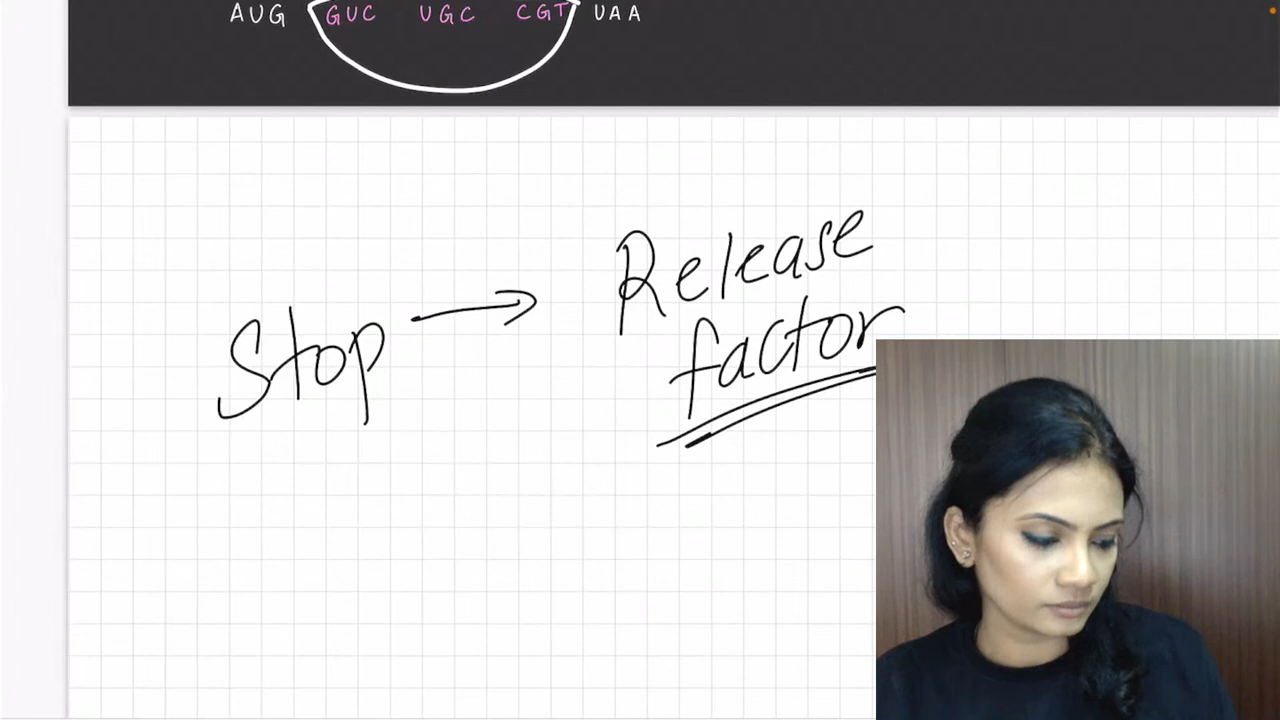 AUG GUC UGC CGT UAA
Stop → Release
factor